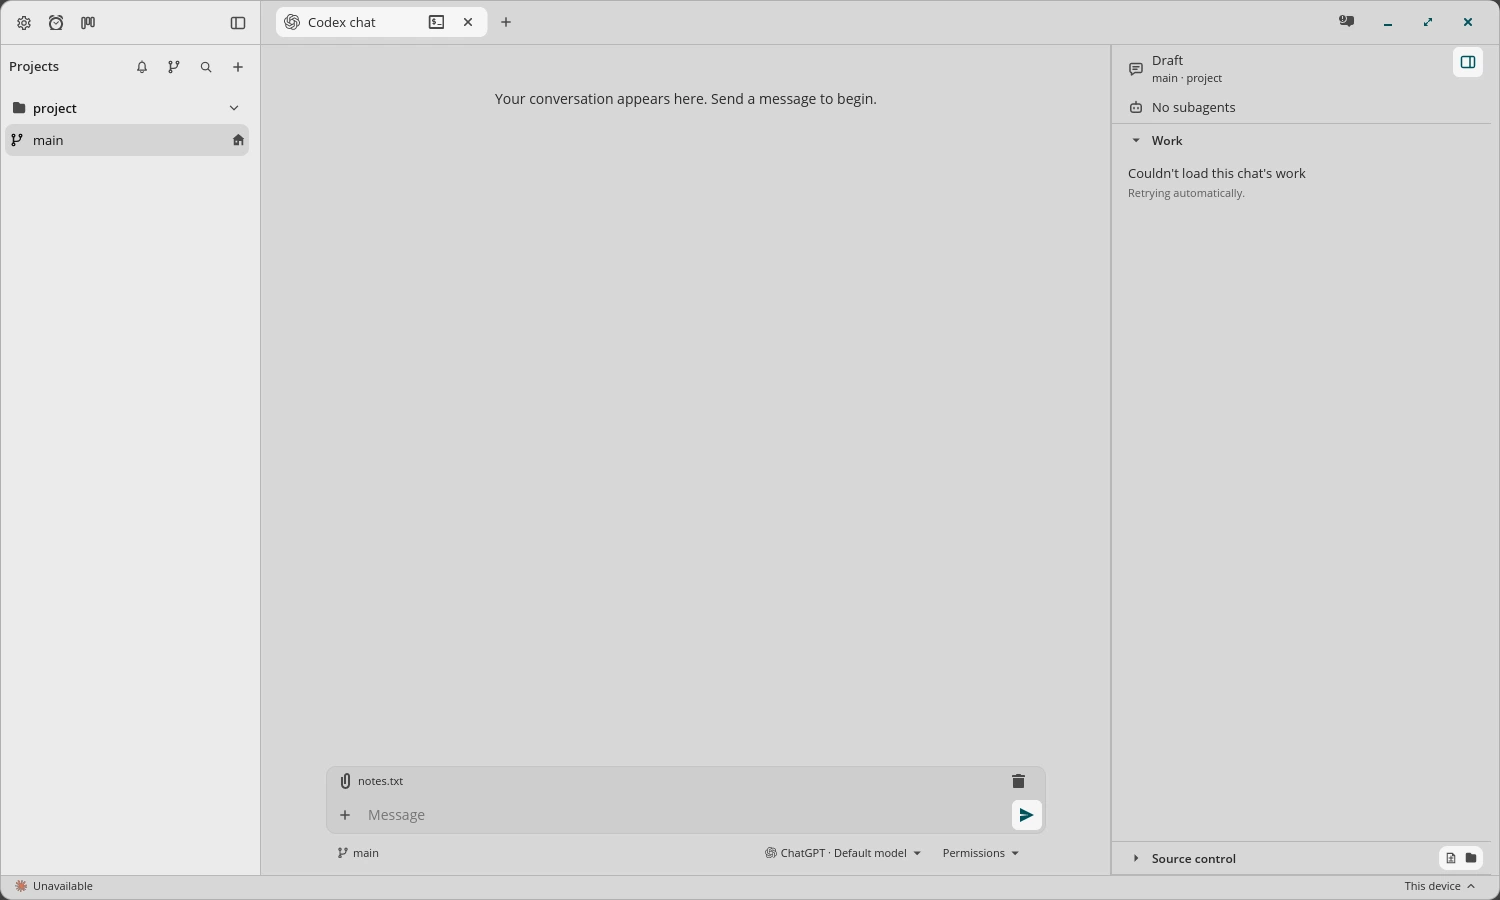 Codex chat
Projects
project
main
Your conversation appears here. Send a message to begin.
Draft
main · project
No subagents
Work
Couldn't load this chat's work
Retrying automatically.
notes.txt
Message
main
ChatGPT · Default model
Permissions
Source control
Unavailable
This device